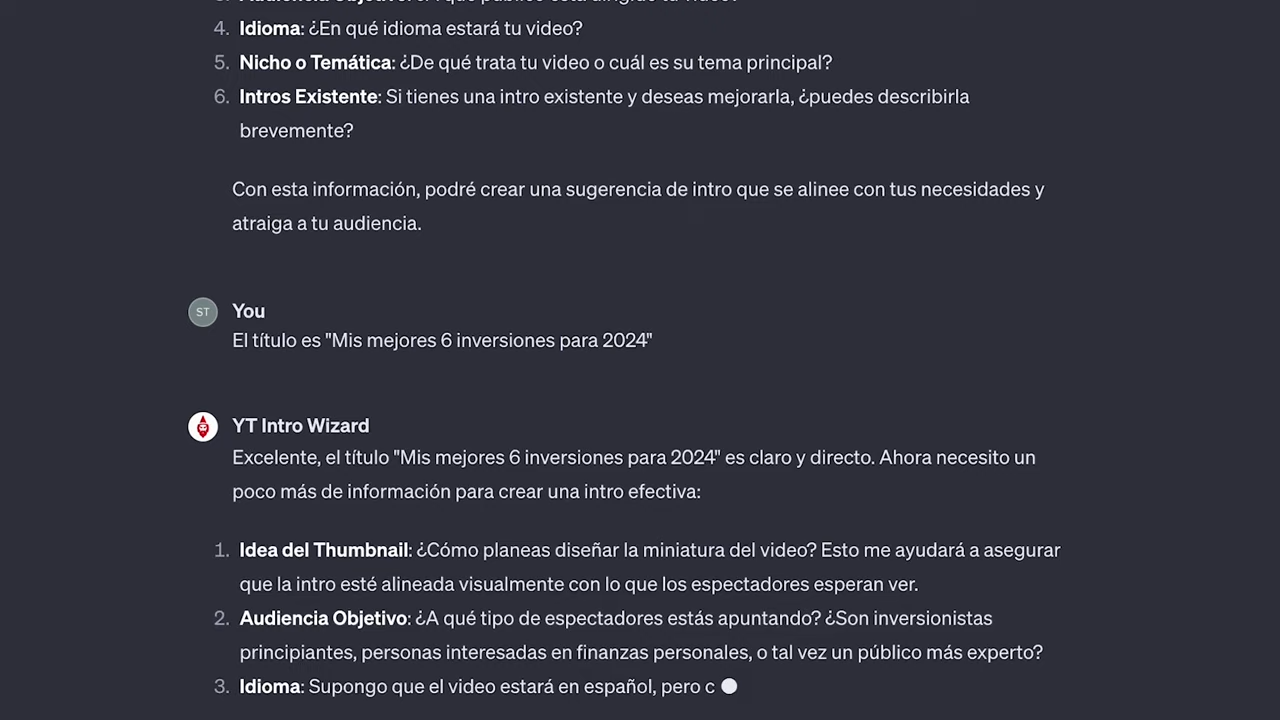 4. Idioma: ¿En qué idioma estará tu video?
5. Nicho o Temática: ¿De qué trata tu video o cuál es su tema principal?
6. Intros Existente: Si tienes una intro existente y deseas mejorarla, ¿puedes describirla
brevemente?
Con esta información, podré crear una sugerencia de intro que se alinee con tus necesidades y
atraiga a tu audiencia.
ST You
El título es "Mis mejores 6 inversiones para 2024"
YT Intro Wizard
Excelente, el título "Mis mejores 6 inversiones para 2024" es claro y directo. Ahora necesito un
poco más de información para crear una intro efectiva:
1. Idea del Thumbnail: ¿Cómo planeas diseñar la miniatura del video? Esto me ayudará a asegurar
que la intro esté alineada visualmente con lo que los espectadores esperan ver.
2. Audiencia Objetivo: ¿A qué tipo de espectadores estás apuntando? ¿Son inversionistas
principiantes, personas interesadas en finanzas personales, o tal vez un público más experto?
3. Idioma: Supongo que el video estará en español, pero c